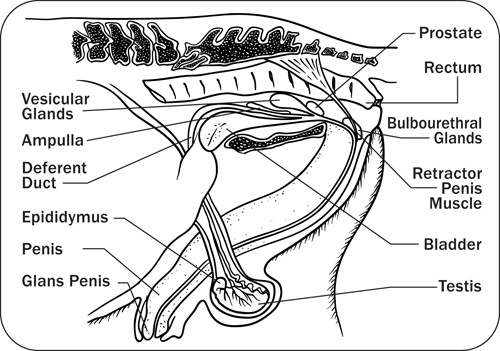 Vesicular
Glands
Ampulla
Deferent
Duct
Epididymus
Penis
Glans Penis
Prostate
Rectum
Bulbourethral
Glands
Retractor
Penis
Muscle
Bladder
Testis